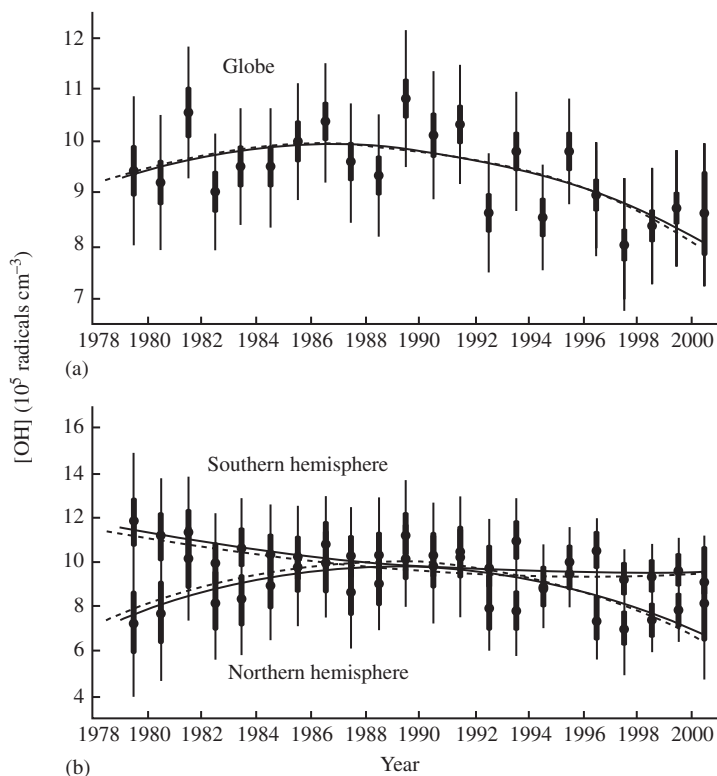 12
11
10
9
8
7
Globe
1978 1980 1982 1984 1986 1988 1990 1992 1994 1996 1998 2000
(a)
[OH] (10⁵ radicals cm⁻³)
16
14
12
10
8
6
4
Southern hemisphere
Northern hemisphere
1978 1980 1982 1984 1986 1988 1990 1992 1994 1996 1998 2000
(b)
Year